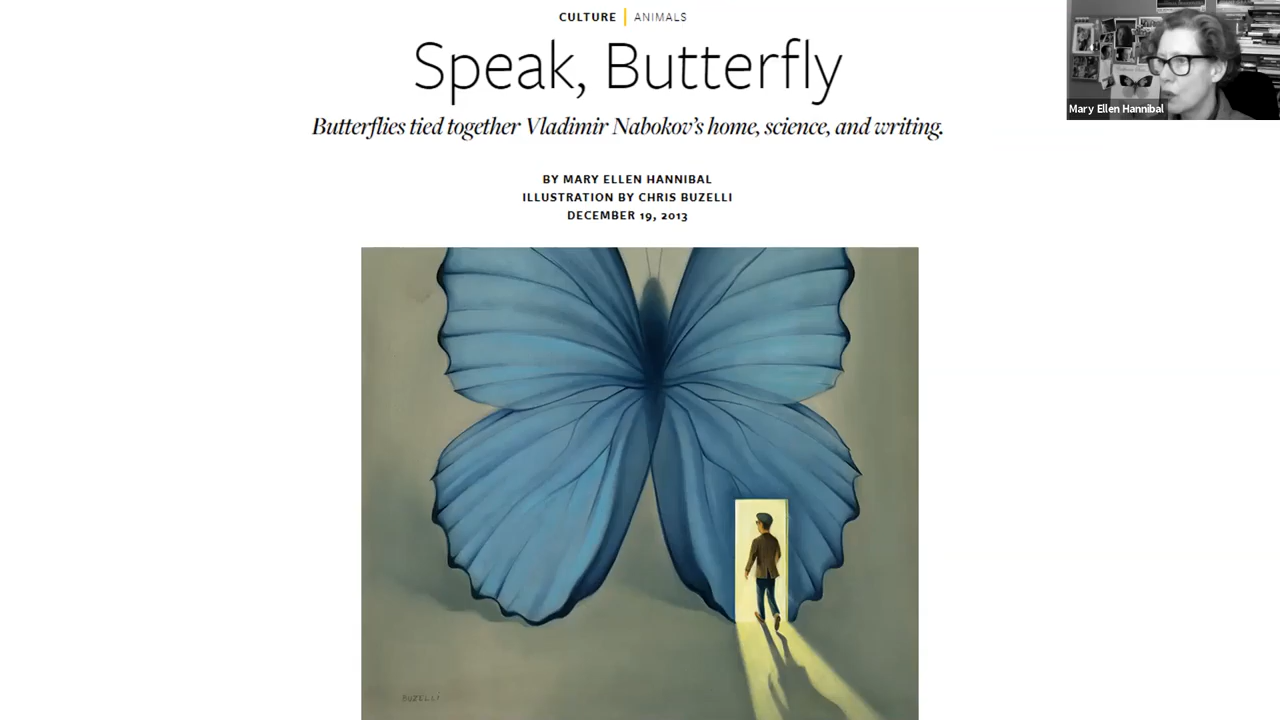 CULTURE | ANIMALS
Speak, Butterfly
Butterflies tied together Vladimir Nabokov's home, science, and writing.
BY MARY ELLEN HANNIBAL
ILLUSTRATION BY CHRIS BUZELLI
DECEMBER 19, 2013
Mary Ellen Hannibal
BUZELLI